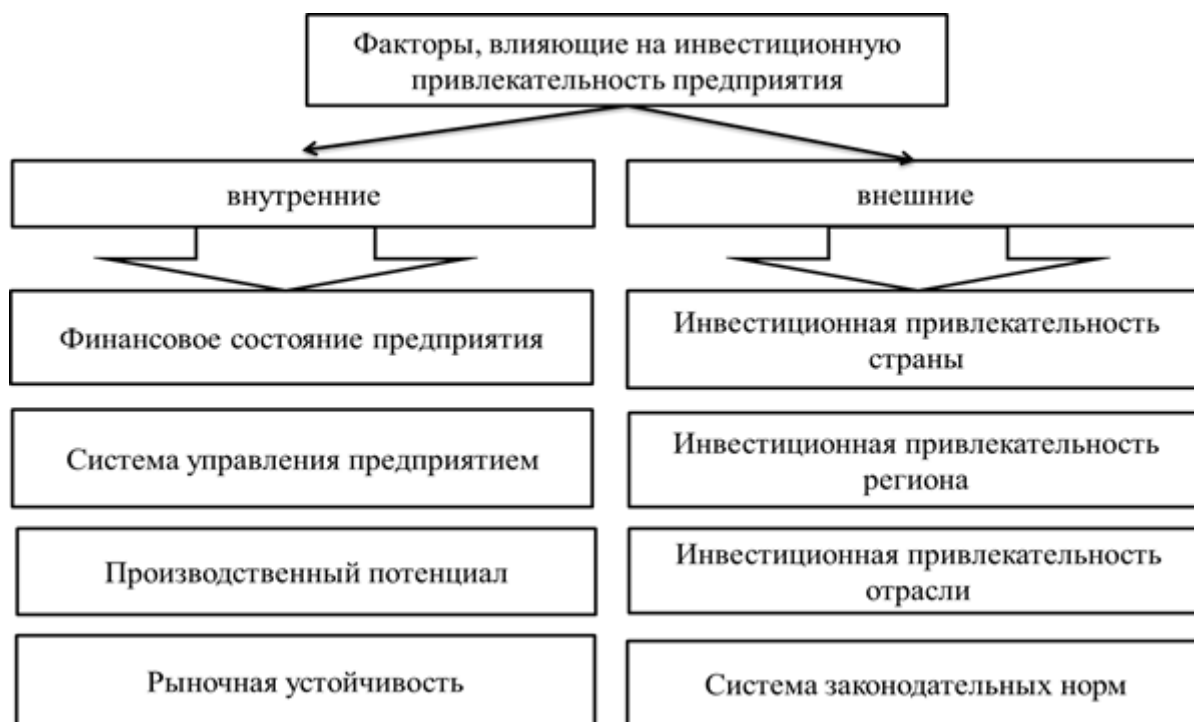 Факторы, влияющие на инвестиционную
привлекательность предприятия
внутренние
внешние
Финансовое состояние предприятия
Инвестиционная привлекательность
страны
Система управления предприятием
Инвестиционная привлекательность
региона
Производственный потенциал
Инвестиционная привлекательность
отрасли
Рыночная устойчивость
Система законодательных норм